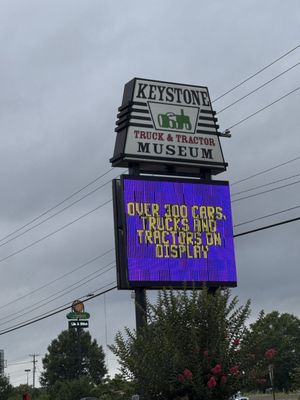 KEYSTONE
TRUCK & TRACTOR
MUSEUM
OVER 300 CARS,
TRUCKS AND
TRACTORS ON
DISPLAY